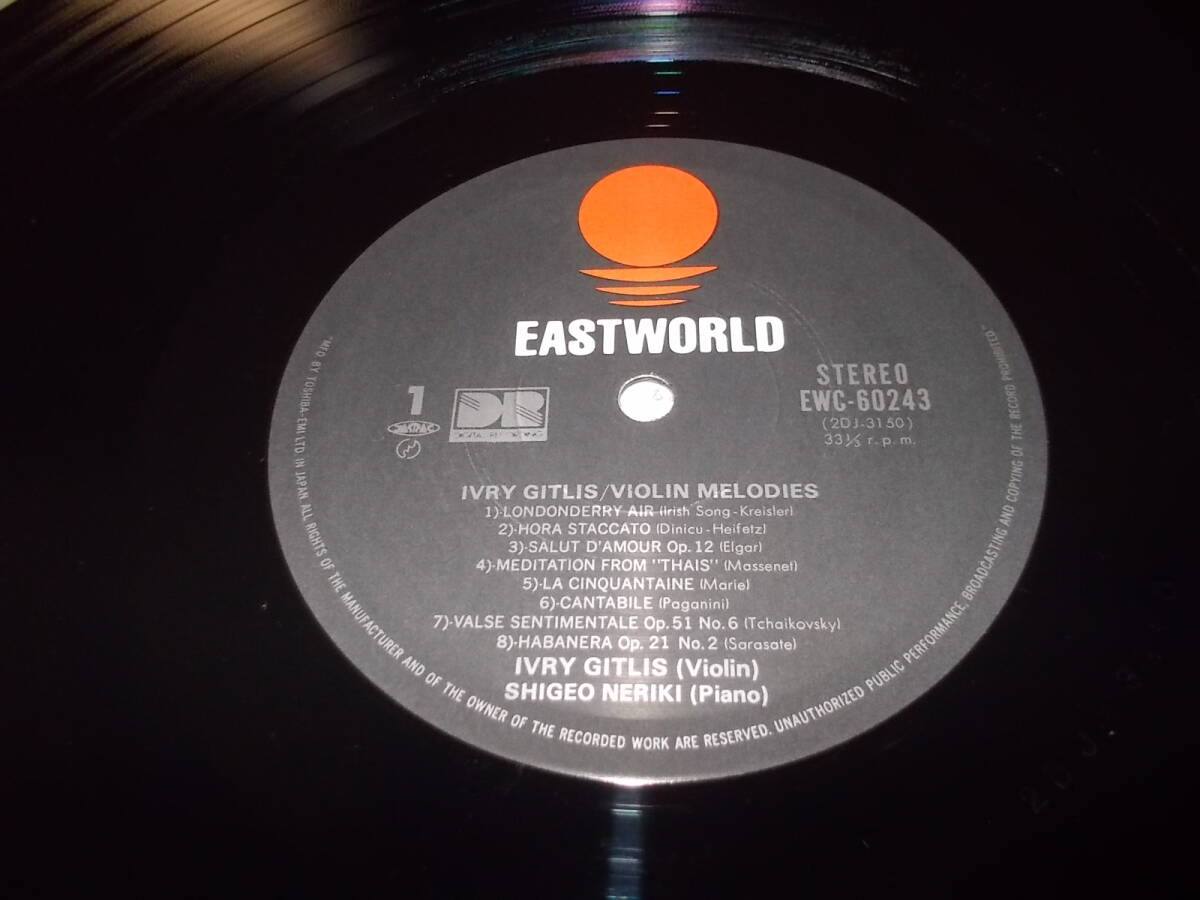 EASTWORLD
STEREO
EWC-60243
(2DJ-3150)
33⅓ r.p.m.
1
DR
DIGITAL RECORDING
IVRY GITLIS/VIOLIN MELODIES
1)-LONDONDERRY AIR (Irish Song-Kreisler)
2)-HORA STACCATO (Dinicu-Heifetz)
3)-SALUT D'AMOUR Op. 12 (Elgar)
4)-MEDITATION FROM "THAIS" (Massenet)
5)-LA CINQUANTAINE (Marie)
6)-CANTABILE (Paganini)
7)-VALSE SENTIMENTALE Op. 51 No. 6 (Tchaikovsky)
8)-HABANERA Op. 21 No. 2 (Sarasate)
IVRY GITLIS (Violin)
SHIGEO NERIKI (Piano)
"MFD BY TOSHIBA-EMI LTD. IN JAPAN. ALL RIGHTS OF THE MANUFACTURER AND OF THE OWNER OF THE RECORDED WORK ARE RESERVED. UNAUTHORIZED PUBLIC PERFORMANCE, BROADCASTING AND COPYING OF THE RECORD PROHIBITED."